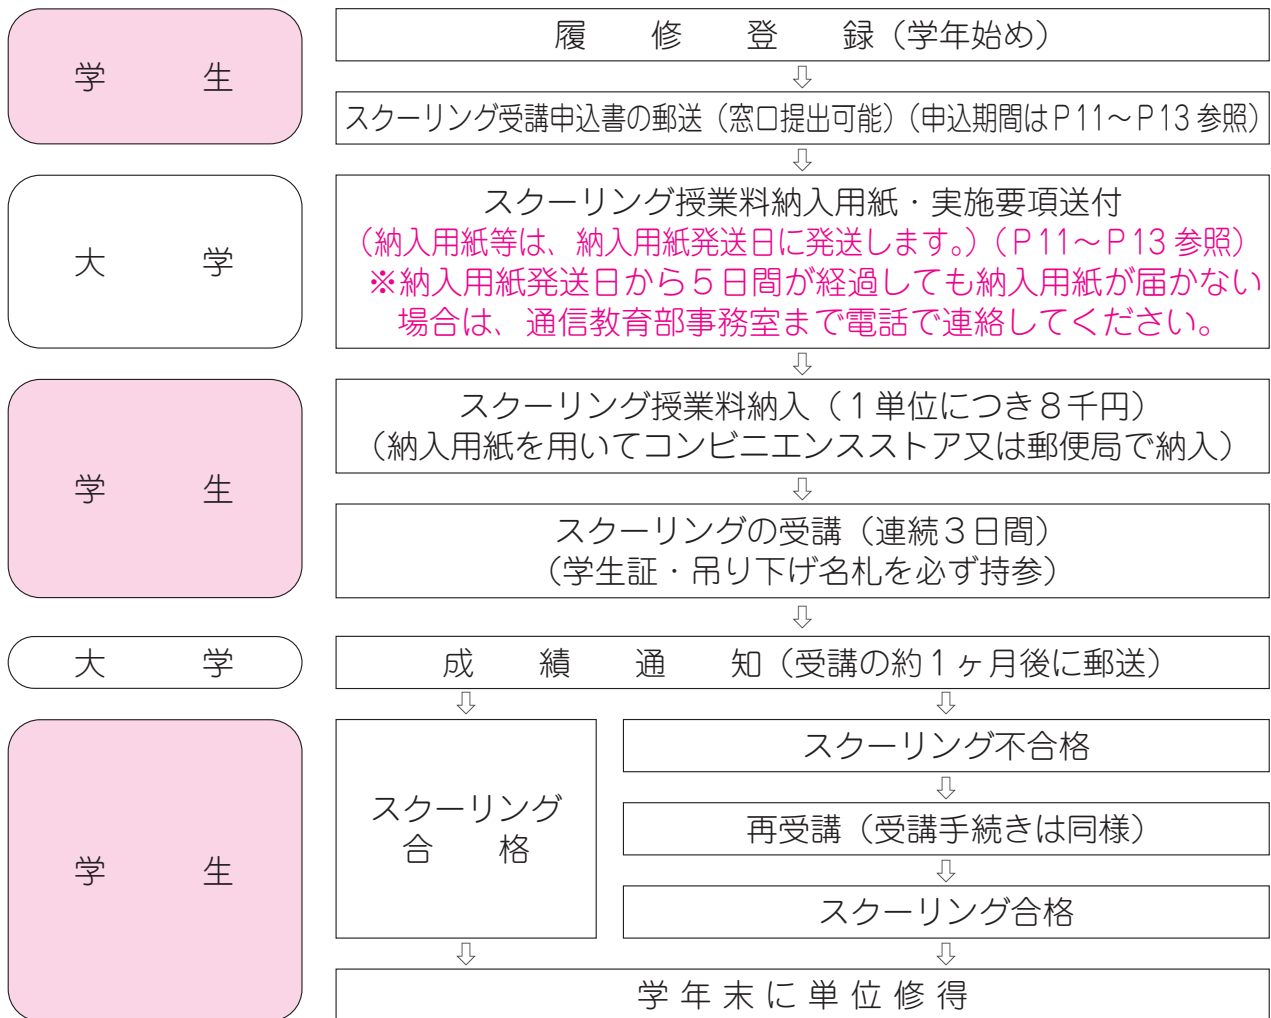 学 生
履 修 登 録（学年始め）
⇩
スクーリング受講申込書の郵送（窓口提出可能）（申込期間はＰ11～Ｐ13 参照）
⇩
大 学
スクーリング授業料納入用紙・実施要項送付
（納入用紙等は、納入用紙発送日に発送します。）（Ｐ11～Ｐ13 参照）
※納入用紙発送日から５日間が経過しても納入用紙が届かない
場合は、通信教育部事務室まで電話で連絡してください。
⇩
学 生
スクーリング授業料納入（１単位につき８千円）
（納入用紙を用いてコンビニエンスストア又は郵便局で納入）
⇩
スクーリングの受講（連続３日間）
（学生証・吊り下げ名札を必ず持参）
⇩
大 学
成 績 通 知（受講の約１ヶ月後に郵送）
⇩ ⇩
学 生
スクーリング
合 格
スクーリング不合格
⇩
再受講（受講手続きは同様）
⇩
スクーリング合格
⇩ ⇩
学 年 末 に 単 位 修 得